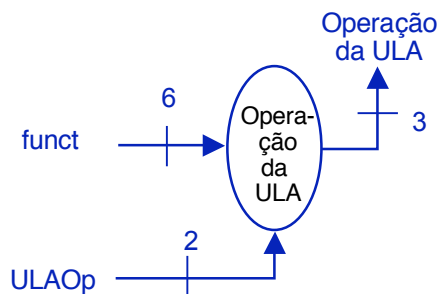 Operação
da ULA
6
funct
Opera-
ção
da
ULA
3
2
ULAOp